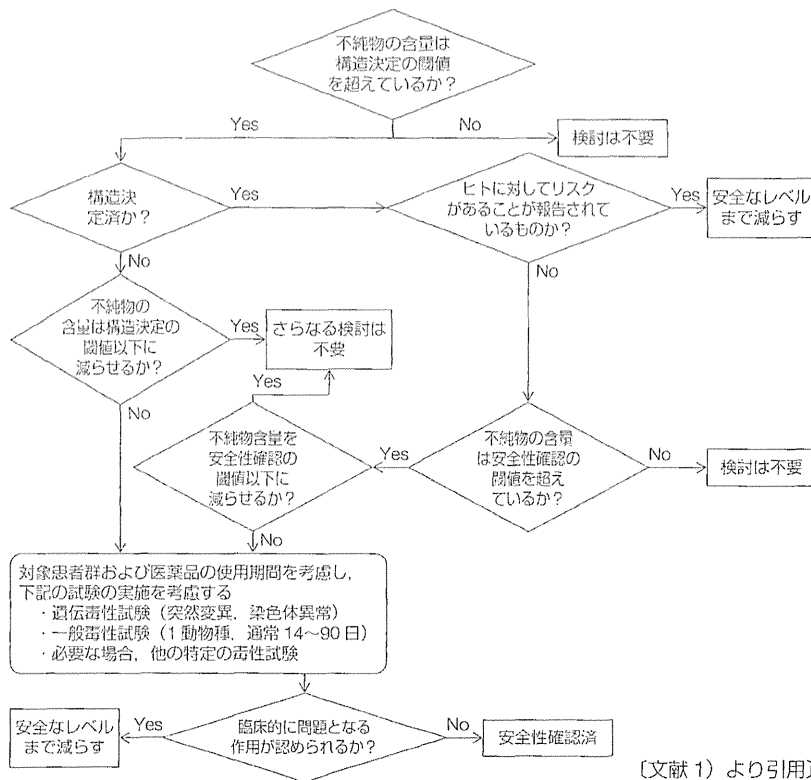 不純物の含量は
構造決定の閾値
を超えているか？
Yes
No
検討は不要
構造決
定済か？
Yes
ヒトに対してリスク
があることが報告されて
いるものか？
Yes
安全なレベル
まで減らす
No
No
不純物の
含量は構造決定の
閾値以下に
減らせるか？
Yes
さらなる検討は
不要
Yes
No
不純物含量を
安全性確認の
閾値以下に
減らせるか？
Yes
不純物の含量
は安全性確認の
閾値を超え
ているか？
No
検討は不要
No
対象患者群および医薬品の使用期間を考慮し，
下記の試験の実施を考慮する
・遺伝毒性試験（突然変異，染色体異常）
・一般毒性試験（1動物種，通常14～90日）
・必要な場合，他の特定の毒性試験
安全なレベル
まで減らす
Yes
臨床的に問題となる
作用が認められるか？
No
安全性確認済
〔文献1）より引用〕